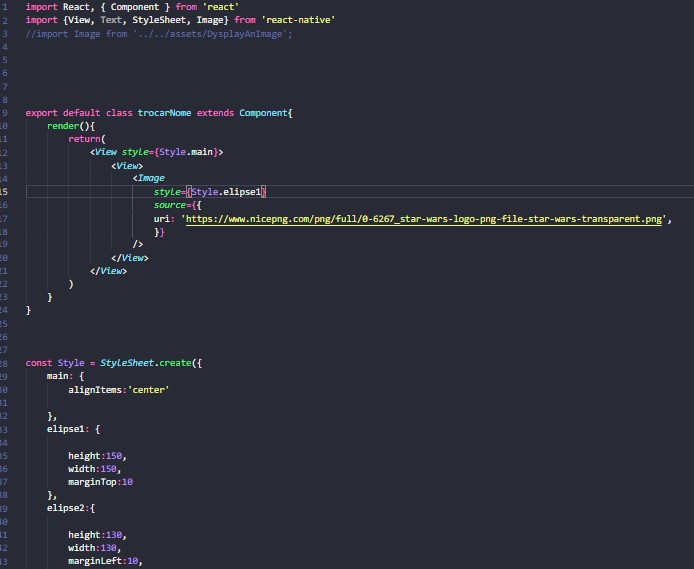 1 import React, { Component } from 'react'
2 import {View, Text, StyleSheet, Image} from 'react-native'
3 //import Image from '../../assets/DysplayAnImage';
4
5
6
7
8
9 export default class trocarNome extends Component{
10 render(){
11 return(
12 <View style={Style.main}>
13 <View>
14 <Image
15 style={Style.elipse1}
16 source={{
17 uri: 'https://www.nicepng.com/png/full/0-6267_star-wars-logo-png-file-star-wars-transparent.png',
18 }}
19 />
20 </View>
21 </View>
22 )
23 }
24 }
25
26
27
28 const Style = StyleSheet.create({
29 main: {
30 alignItems:'center'
31
32 },
33 elipse1: {
34
35 height:150,
36 width:150,
37 marginTop:10
38 },
39 elipse2:{
40
41 height:130,
42 width:130,
43 marginLeft:10,